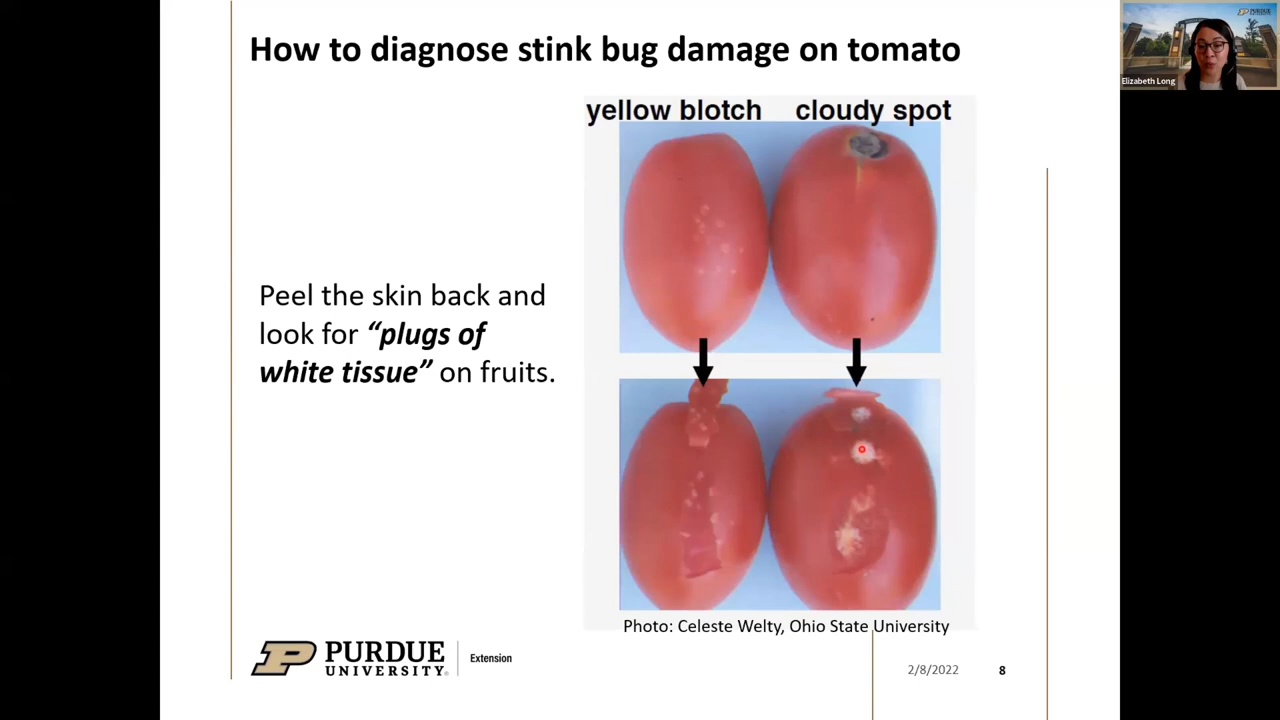 How to diagnose stink bug damage on tomato
PURDUE
UNIVERSITY
Elizabeth Long
yellow blotch cloudy spot
Peel the skin back and
look for “plugs of
white tissue” on fruits.
Photo: Celeste Welty, Ohio State University
PURDUE
UNIVERSITY
Extension
2/8/2022 8